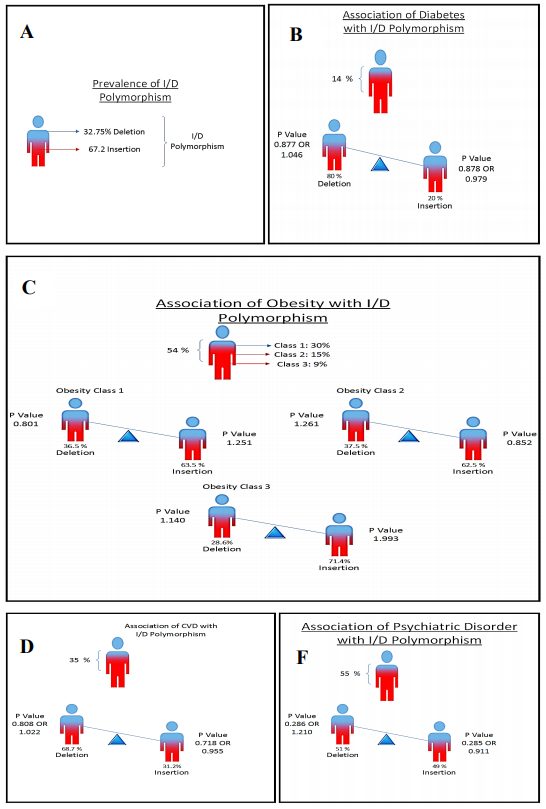 A
Prevalence of I/D
Polymorphism
32.75% Deletion
67.2 Insertion
I/D
Polymorphism
B
Association of Diabetes
with I/D Polymorphism
14 %
P Value
0.877 OR
1.046
80 %
Deletion
P Value
0.878 OR
0.979
20 %
Insertion
C
Association of Obesity with I/D
Polymorphism
54 %
Class 1: 30%
Class 2: 15%
Class 3: 9%
Obesity Class 1
P Value
0.801
36.5 %
Deletion
P Value
1.251
63.5 %
Insertion
Obesity Class 2
P Value
1.261
37.5 %
Deletion
P Value
0.852
62.5 %
Insertion
Obesity Class 3
P Value
1.140
28.6%
Deletion
P Value
1.993
71.4%
Insertion
D
Association of CVD with
I/D Polymorphism
35 %
P Value
0.808 OR
1.022
68.7 %
Deletion
P Value
0.718 OR
0.955
31.2%
Insertion
F
Association of Psychiatric Disorder
with I/D Polymorphism
55 %
P Value
0.286 OR
1.210
51 %
Deletion
P Value
0.285 OR
0.911
49 %
Insertion